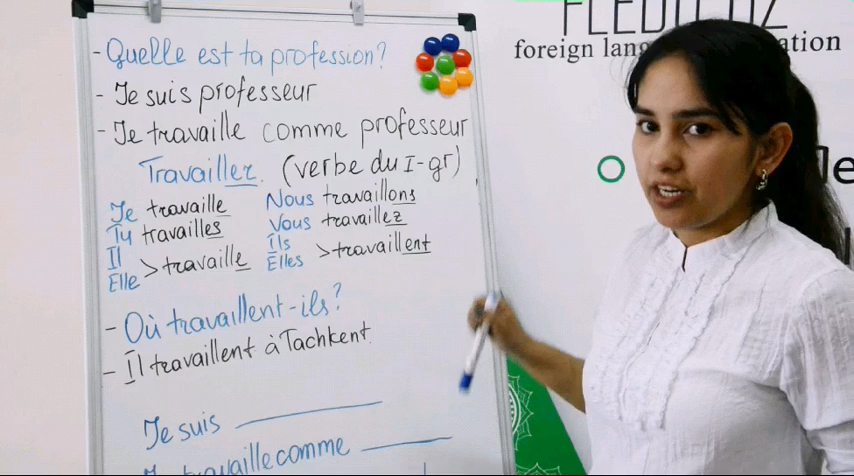 - Quelle est ta profession?
- Je suis professeur
- Je travaille comme professeur
Travailler. (verbe du I-gr)
Je travaille
Tu travailles
Il
Elle > travaille
Nous travaillons
Vous travaillez
Ils
Elles > travaillent
- Où travaillent-ils?
- Il travaillent à Tachkent.
Je suis
travaille comme
foreign